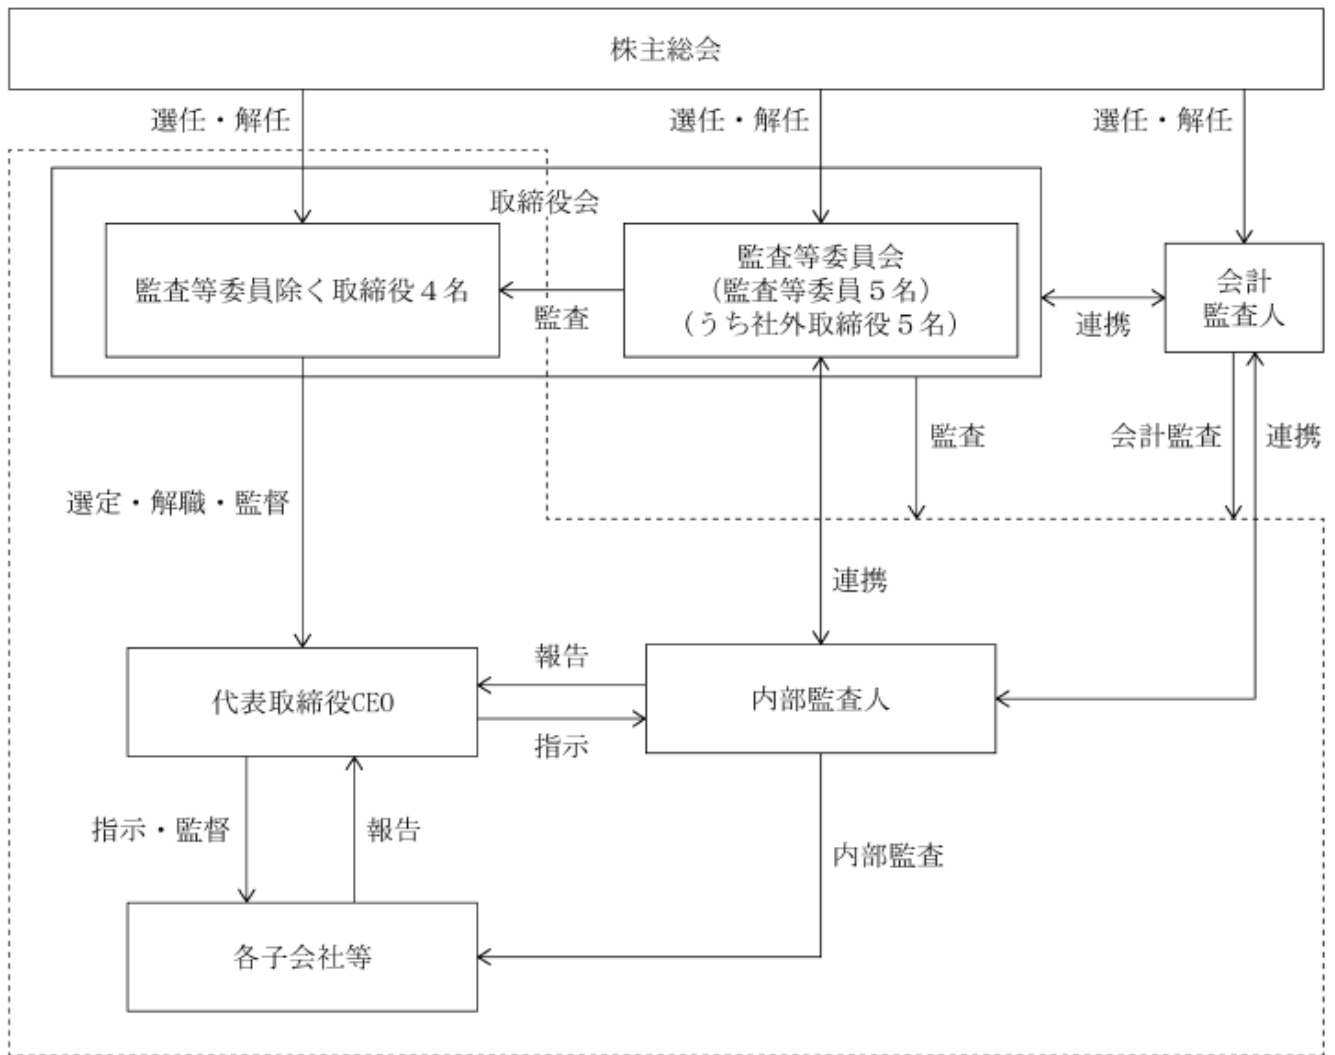 株主総会
選任・解任
選任・解任
選任・解任
取締役会
監査等委員除く取締役４名
監査
監査等委員会
（監査等委員５名）
（うち社外取締役５名）
連携
会計
監査人
監査
会計監査
連携
選定・解職・監督
連携
代表取締役CEO
報告
指示
内部監査人
指示・監督
報告
内部監査
各子会社等